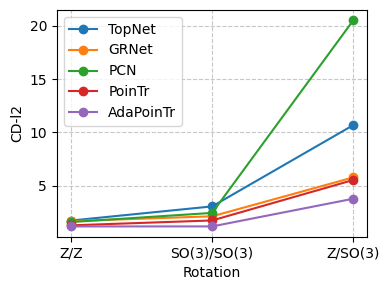 TopNet
GRNet
PCN
PoinTr
AdaPoinTr
20
15
10
5
CD-l2
Z/Z
SO(3)/SO(3)
Z/SO(3)
Rotation